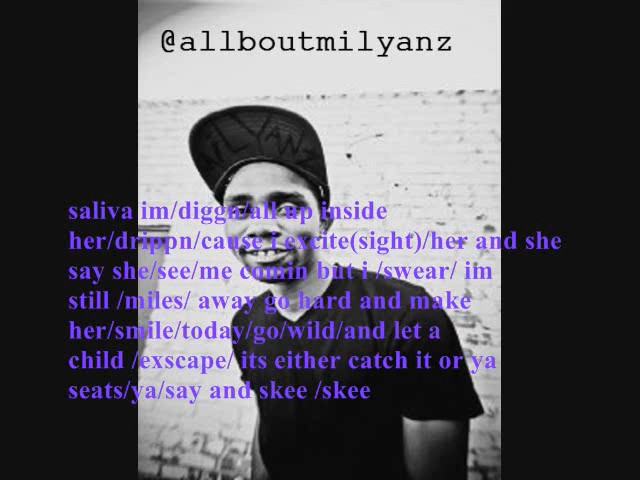 @allboutmilyanz
MILYANZ
saliva im/diggn/all up inside
her/drippn/cause i excite(sight)/her and she
say she/see/me comin but i /swear/ im
still /miles/ away go hard and make
her/smile/today/go/wild/and let a
child /exscape/ its either catch it or ya
seats/ya/say and skee /skee